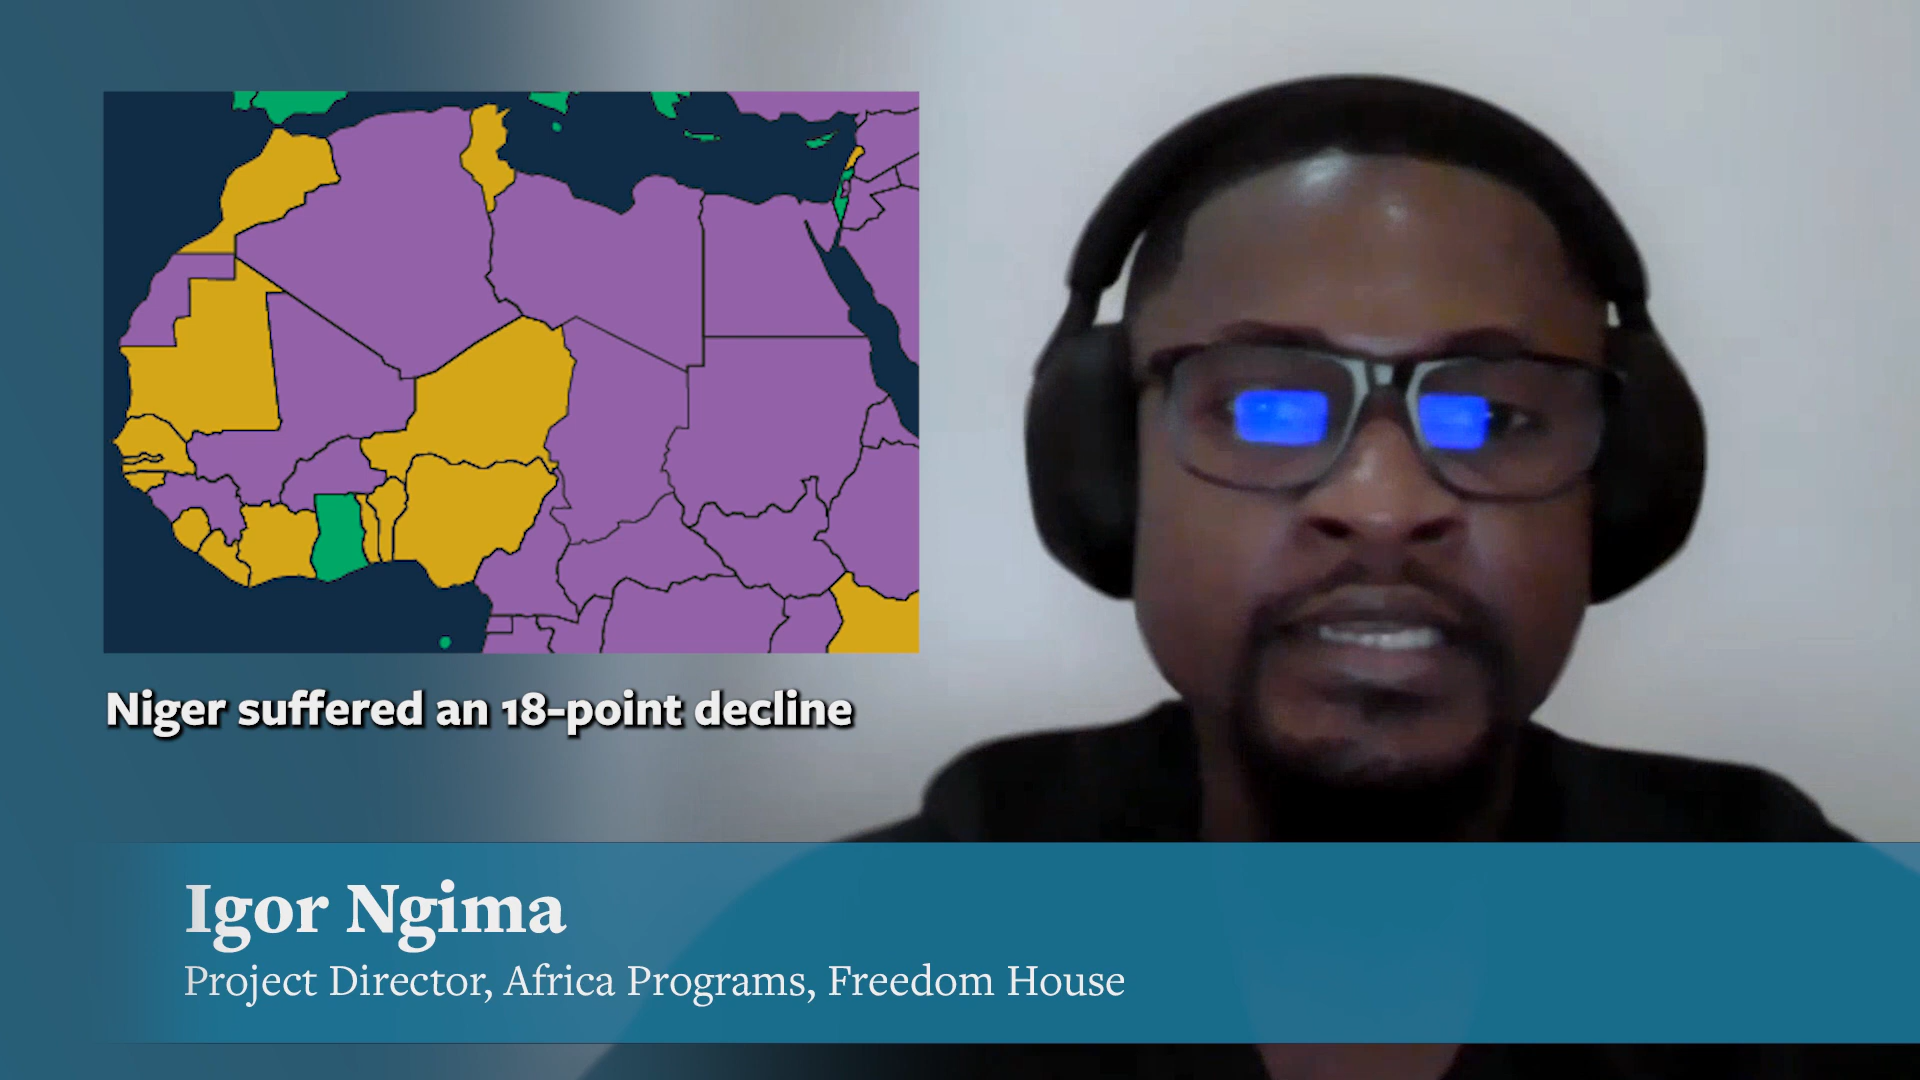 Niger suffered an 18-point decline
Igor Ngima
Project Director, Africa Programs, Freedom House